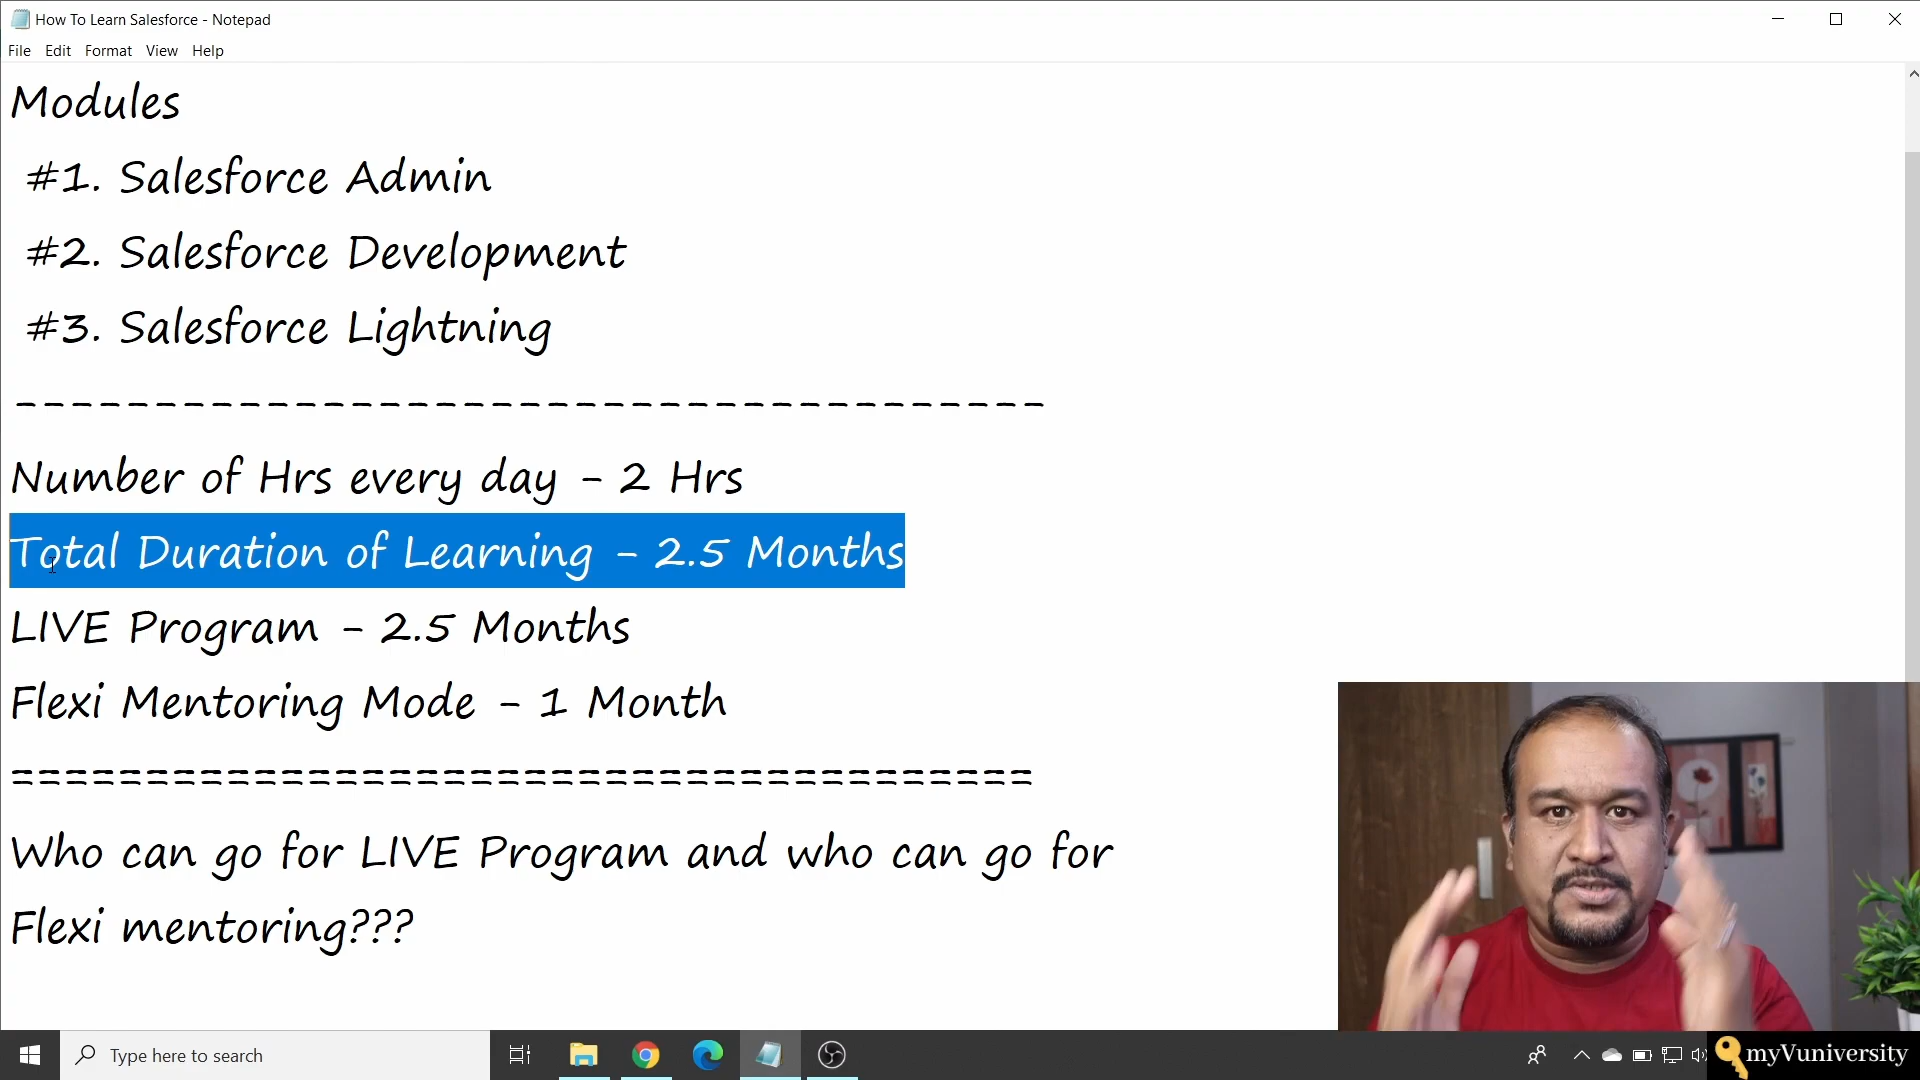 How To Learn Salesforce - Notepad
File Edit Format View Help
Modules
#1. Salesforce Admin
#2. Salesforce Development
#3. Salesforce Lightning
-------------------------------------
Number of Hrs every day - 2 Hrs
Total Duration of Learning - 2.5 Months
LIVE Program - 2.5 Months
Flexi Mentoring Mode - 1 Month
======================================
Who can go for LIVE Program and who can go for
Flexi mentoring???
Type here to search
myVuniversity